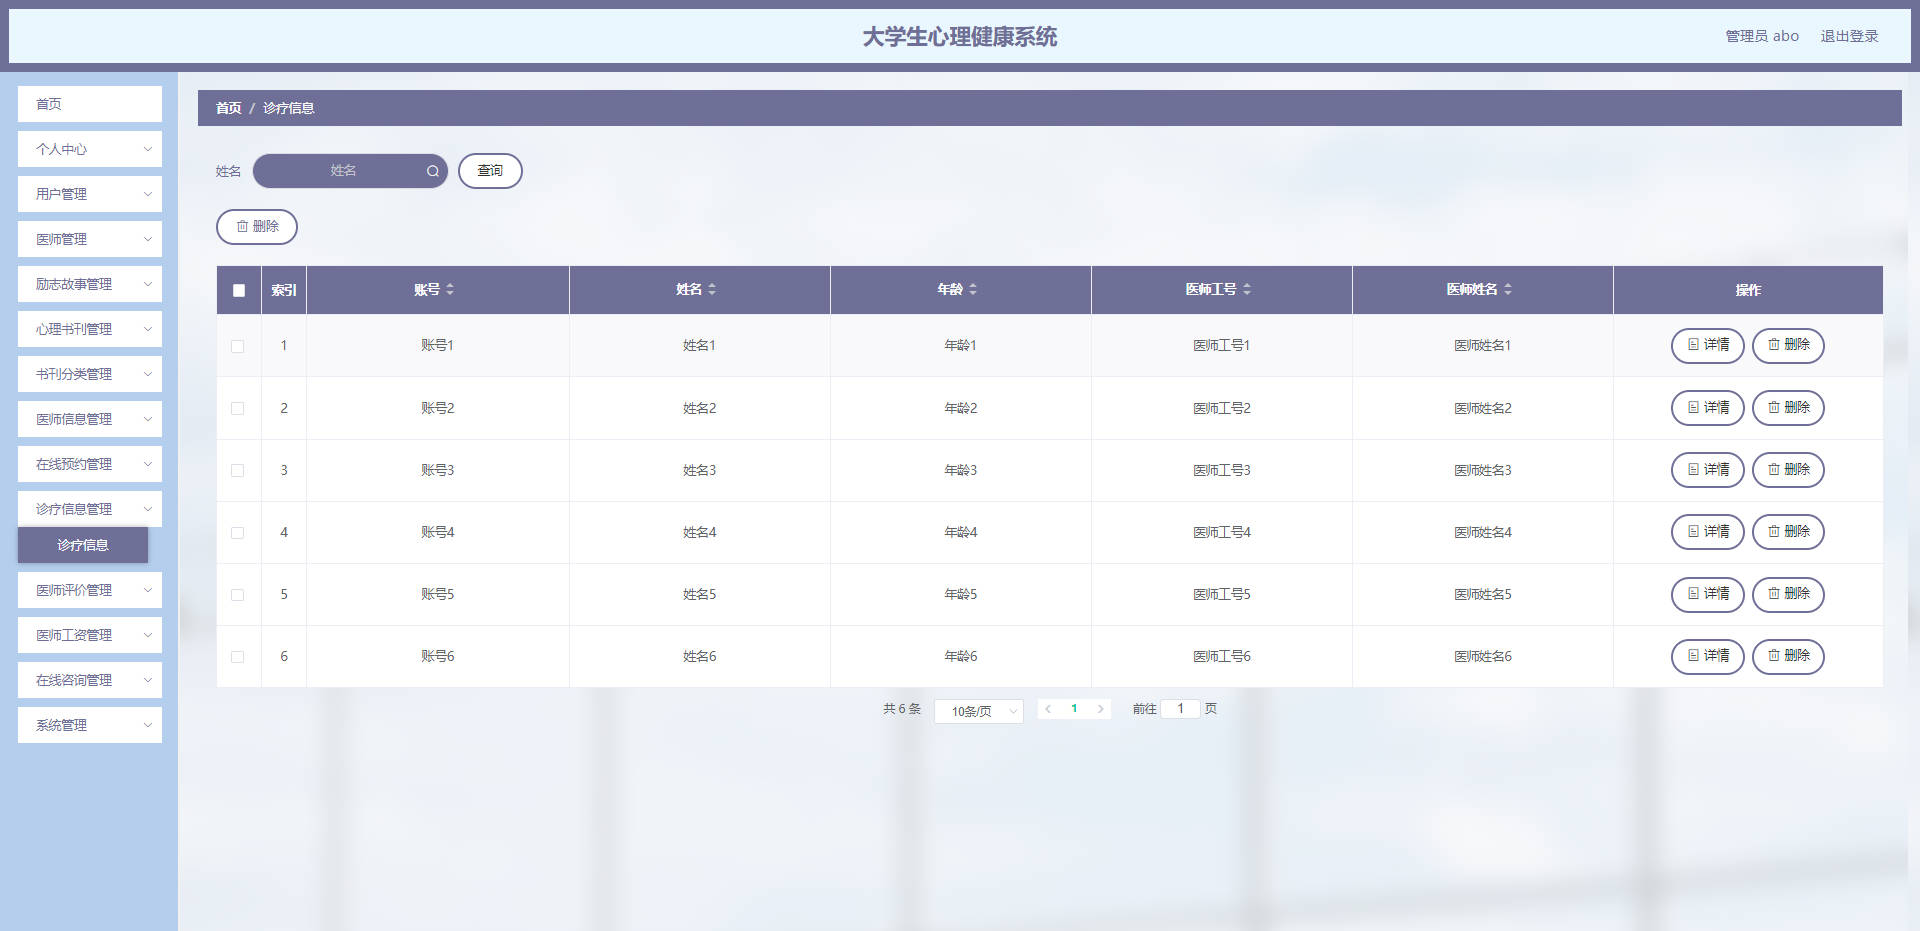 大学生心理健康系统
管理员 abo 退出登录
首页
个人中心
用户管理
医师管理
励志故事管理
心理书刊管理
书刊分类管理
医师信息管理
在线预约管理
诊疗信息管理
诊疗信息
医师评价管理
医师工资管理
在线咨询管理
系统管理
首页 / 诊疗信息
姓名 姓名 查询
删除
索引 账号 姓名 年龄 医师工号 医师姓名 操作
1 账号1 姓名1 年龄1 医师工号1 医师姓名1 详情 删除
2 账号2 姓名2 年龄2 医师工号2 医师姓名2 详情 删除
3 账号3 姓名3 年龄3 医师工号3 医师姓名3 详情 删除
4 账号4 姓名4 年龄4 医师工号4 医师姓名4 详情 删除
5 账号5 姓名5 年龄5 医师工号5 医师姓名5 详情 删除
6 账号6 姓名6 年龄6 医师工号6 医师姓名6 详情 删除
共 6 条 10条/页 1 前往 1 页